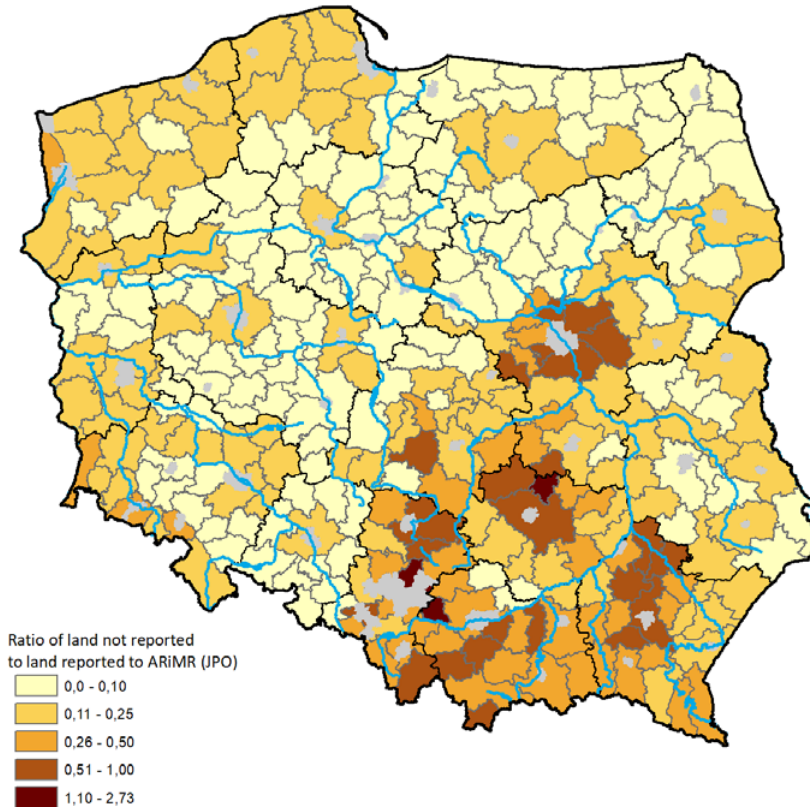 Ratio of land not reported
to land reported to ARiMR (JPO)
0,0 - 0,10
0,11 - 0,25
0,26 - 0,50
0,51 - 1,00
1,10 - 2,73